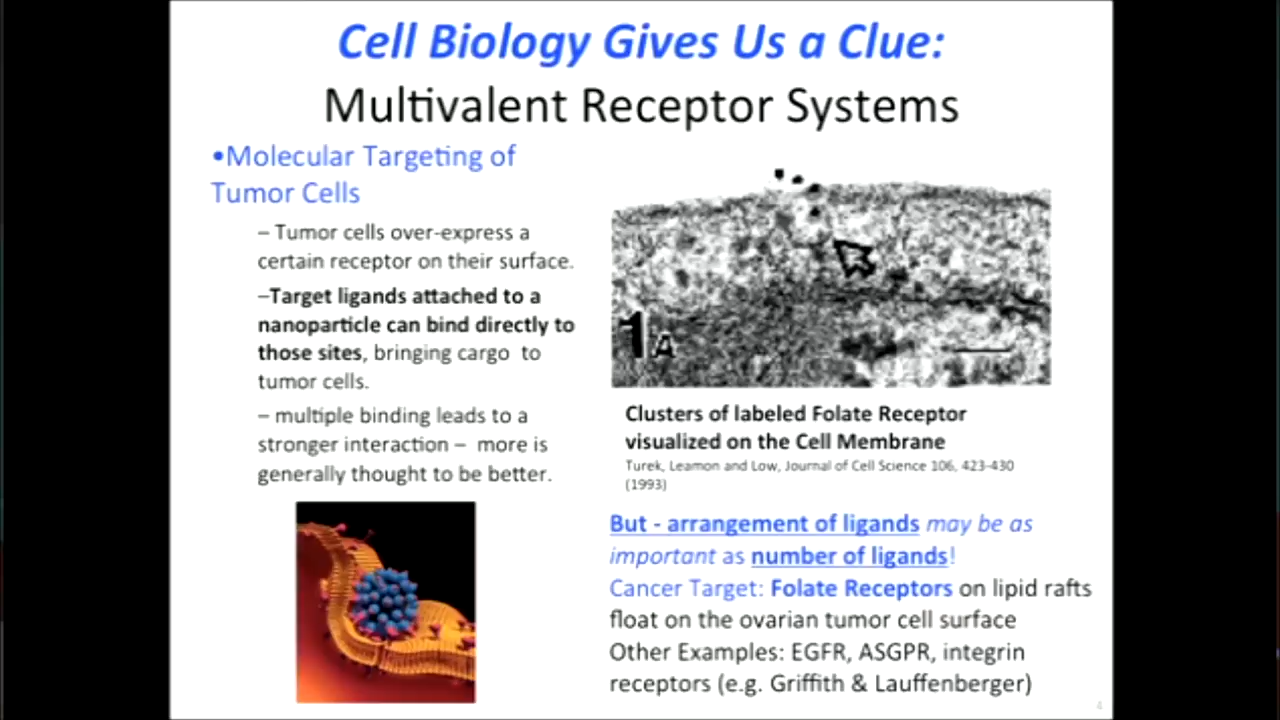 Cell Biology Gives Us a Clue:
Multivalent Receptor Systems
•Molecular Targeting of
Tumor Cells
– Tumor cells over-express a
certain receptor on their surface.
–Target ligands attached to a
nanoparticle can bind directly to
those sites, bringing cargo to
tumor cells.
– multiple binding leads to a
stronger interaction – more is
generally thought to be better.
1A
Clusters of labeled Folate Receptor
visualized on the Cell Membrane
Turek, Leamon and Low, Journal of Cell Science 106, 423-430
(1993)
But - arrangement of ligands may be as
important as number of ligands!
Cancer Target: Folate Receptors on lipid rafts
float on the ovarian tumor cell surface
Other Examples: EGFR, ASGPR, integrin
receptors (e.g. Griffith & Lauffenberger)
4